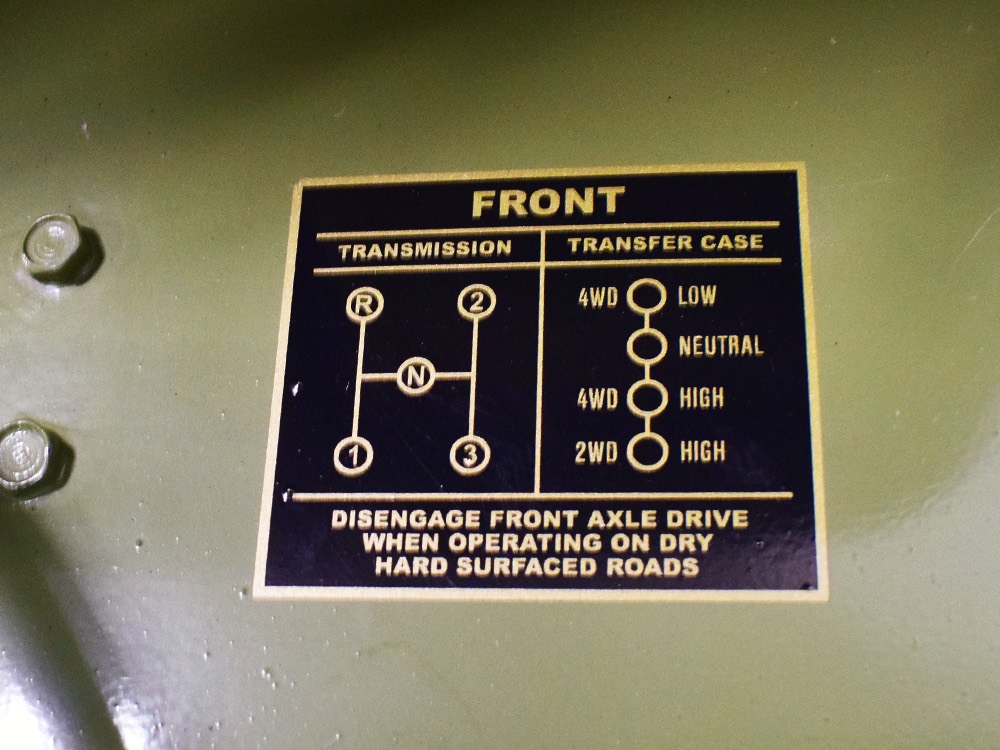 FRONT
TRANSMISSION
R 2
N
1 3
TRANSFER CASE
4WD LOW
NEUTRAL
4WD HIGH
2WD HIGH
DISENGAGE FRONT AXLE DRIVE
WHEN OPERATING ON DRY
HARD SURFACED ROADS